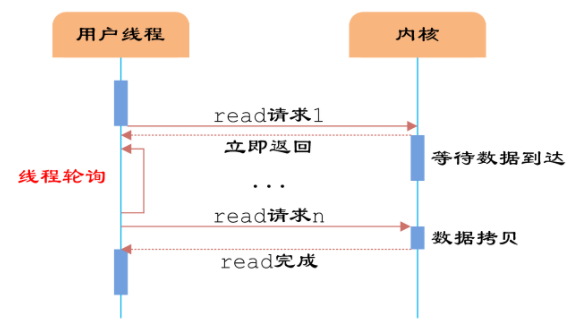 用户线程
内核
read请求1
立即返回
等待数据到达
线程轮询
...
read请求n
数据拷贝
read完成